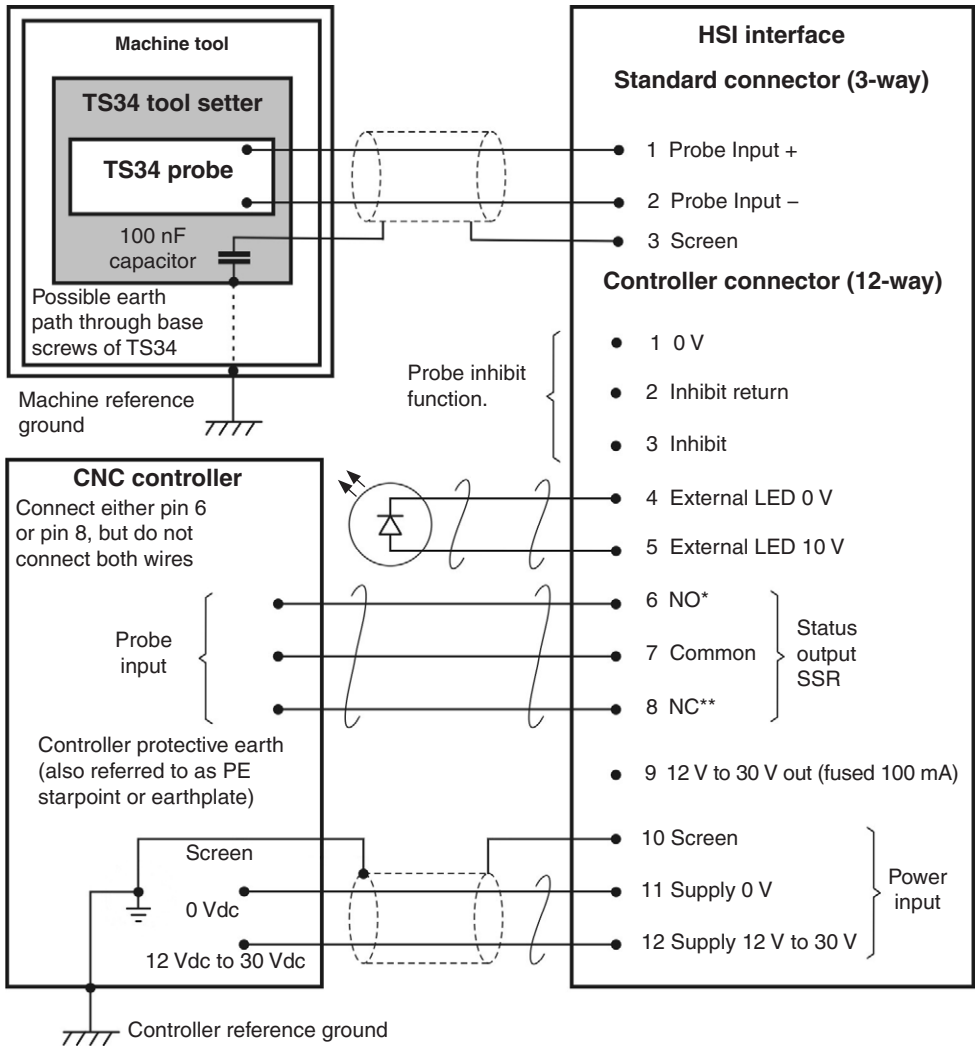 Machine tool
TS34 tool setter
TS34 probe
100 nF
capacitor
Possible earth
path through base
screws of TS34
Machine reference
ground
HSI interface
Standard connector (3-way)
1 Probe Input +
2 Probe Input –
3 Screen
Controller connector (12-way)
Probe inhibit
function.
1 0 V
2 Inhibit return
3 Inhibit
4 External LED 0 V
5 External LED 10 V
6 NO*
7 Common
8 NC**
Status
output
SSR
9 12 V to 30 V out (fused 100 mA)
10 Screen
11 Supply 0 V
12 Supply 12 V to 30 V
Power
input
CNC controller
Connect either pin 6
or pin 8, but do not
connect both wires
Probe
input
Controller protective earth
(also referred to as PE
starpoint or earthplate)
Screen
0 Vdc
12 Vdc to 30 Vdc
Controller reference ground